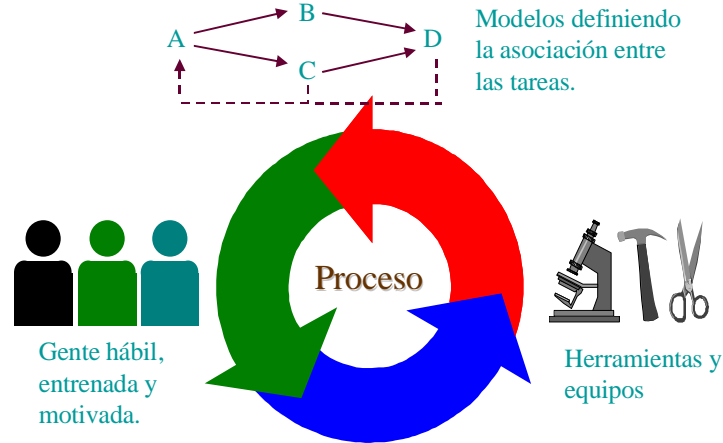 B
A
D
C
Modelos definiendo
la asociación entre
las tareas.
Proceso
Gente hábil,
entrenada y
motivada.
Herramientas y
equipos